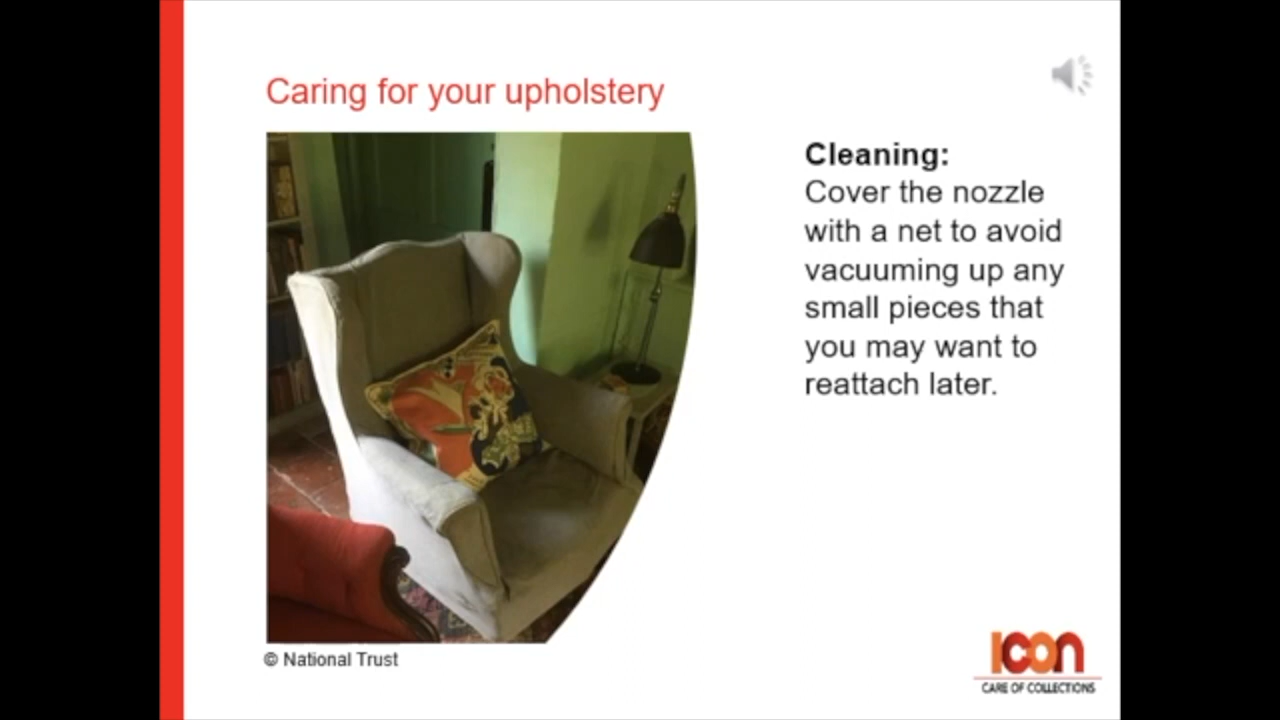 Caring for your upholstery
Cleaning:
Cover the nozzle
with a net to avoid
vacuuming up any
small pieces that
you may want to
reattach later.
© National Trust
icon
CARE OF COLLECTIONS